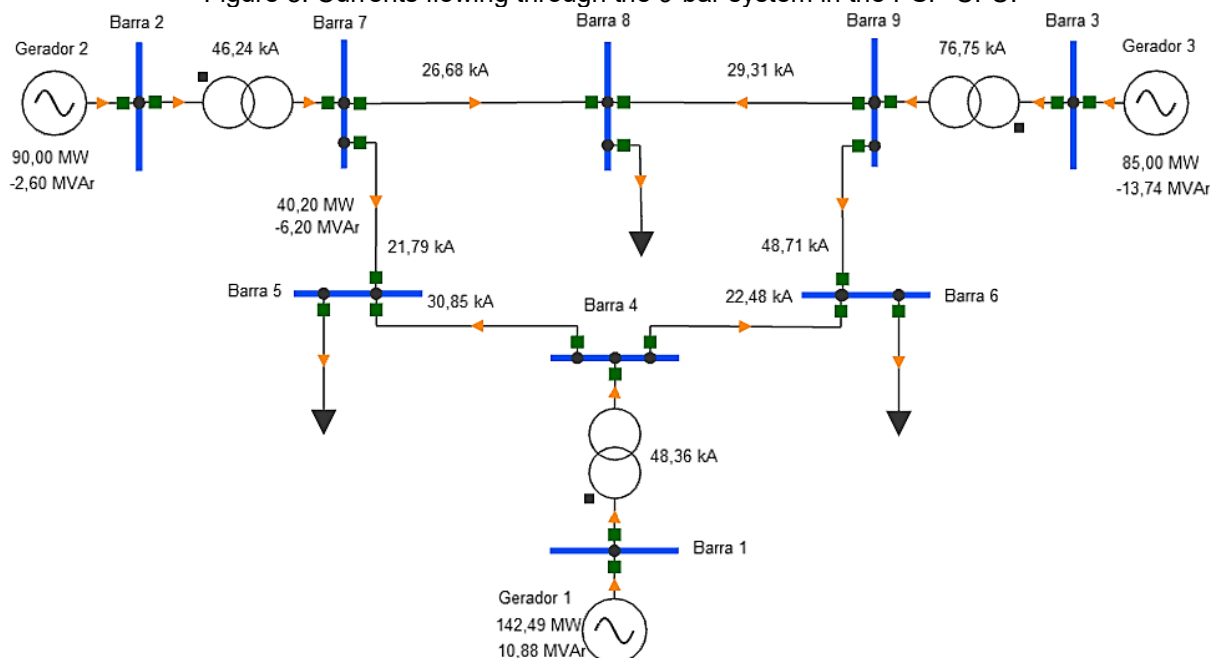 Barra 2
Barra 7
Barra 8
Barra 9
Barra 3
Gerador 2
46,24 kA
26,68 kA
29,31 kA
76,75 kA
Gerador 3
90,00 MW
-2,60 MVAr
85,00 MW
-13,74 MVAr
40,20 MW
-6,20 MVAr
21,79 kA
48,71 kA
Barra 5
30,85 kA
Barra 4
22,48 kA
Barra 6
48,36 kA
Barra 1
Gerador 1
142,49 MW
10,88 MVAr